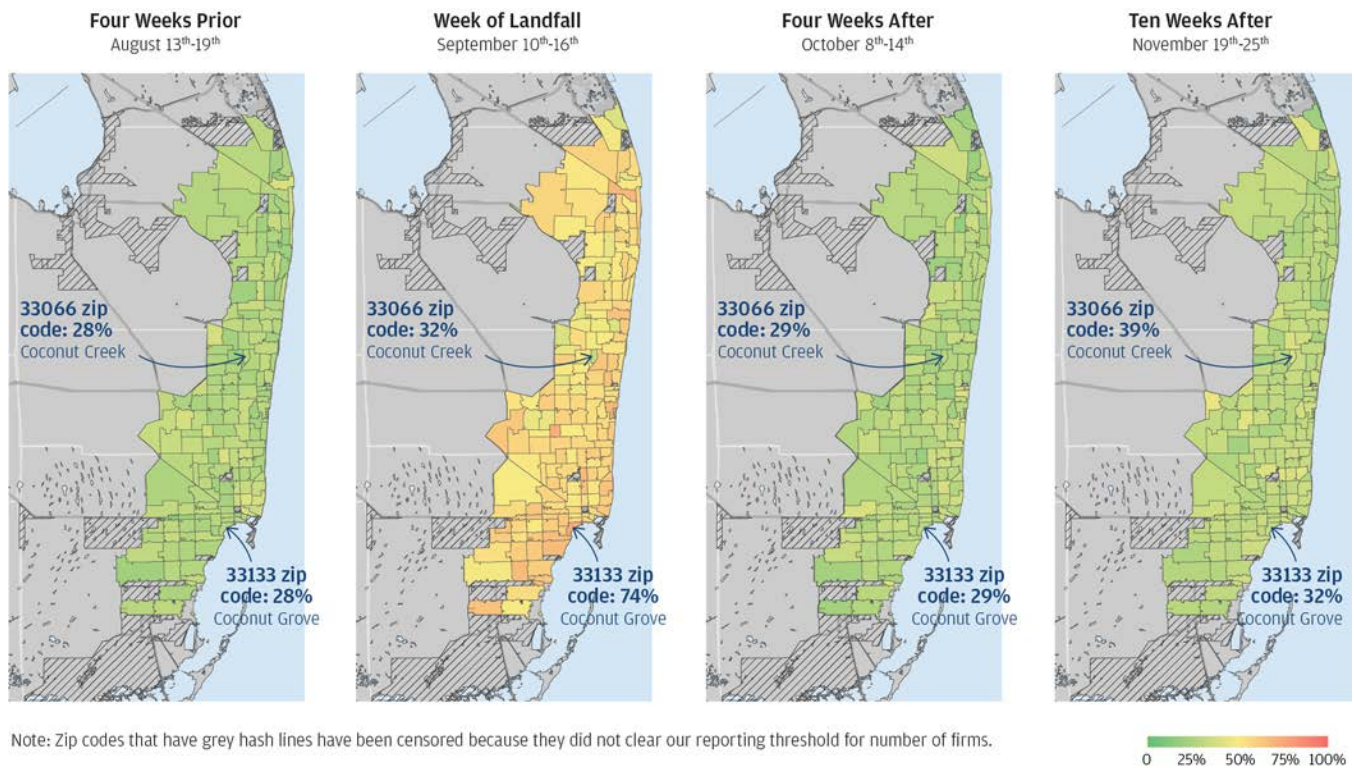 Four Weeks Prior
August 13th-19th
Week of Landfall
September 10th-16th
Four Weeks After
October 8th-14th
Ten Weeks After
November 19th-25th
33066 zip
code: 28%
Coconut Creek
33066 zip
code: 32%
Coconut Creek
33066 zip
code: 29%
Coconut Creek
33066 zip
code: 39%
Coconut Creek
33133 zip
code: 28%
Coconut Grove
33133 zip
code: 74%
Coconut Grove
33133 zip
code: 29%
Coconut Grove
33133 zip
code: 32%
Coconut Grove
Note: Zip codes that have grey hash lines have been censored because they did not clear our reporting threshold for number of firms.
0 25% 50% 75% 100%